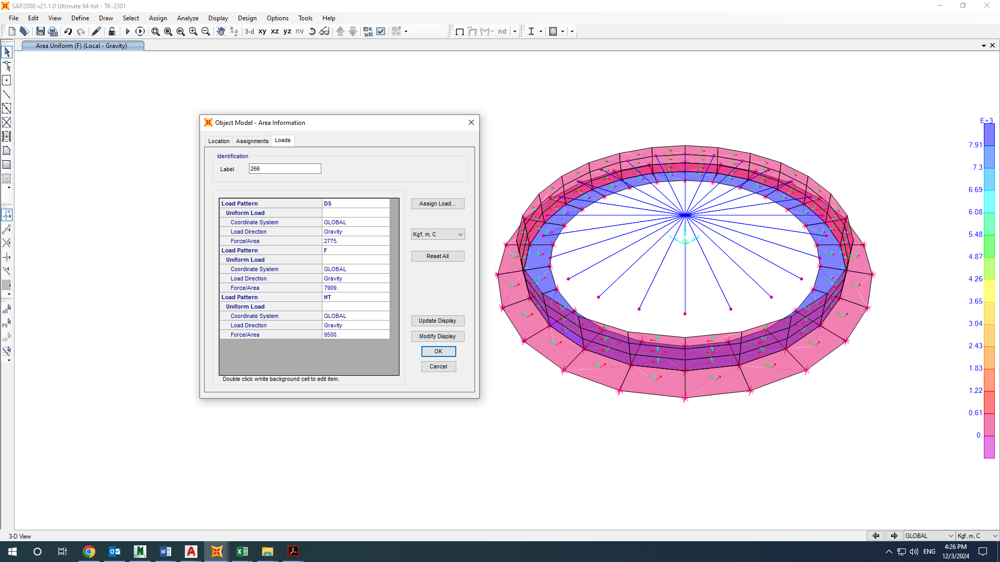 SAP2000 v21.1.0 Ultimate 64-bit - TK-2301
File Edit View Define Draw Select Assign Analyze Display Design Options Tools Help
3-d xy xz yz nv nd
Area Uniform (F) (Local - Gravity)
all
PS
clr
Object Model - Area Information
Location Assignments Loads
Identification
Label 266
Load Pattern DS
Uniform Load
Coordinate System GLOBAL
Load Direction Gravity
Force/Area 2775.
Load Pattern F
Uniform Load
Coordinate System GLOBAL
Load Direction Gravity
Force/Area 7909.
Load Pattern HT
Uniform Load
Coordinate System GLOBAL
Load Direction Gravity
Force/Area 9500.
Double click white background cell to edit item.
Assign Load...
Kgf, m, C
Reset All
Update Display
Modify Display
OK
Cancel
Z
Y X
E+3
7.91
7.3
6.69
6.08
5.48
4.87
4.26
3.65
3.04
2.43
1.83
1.22
0.61
0.
3-D View
GLOBAL
Kgf, m, C
ENG
4:26 PM
12/3/2024